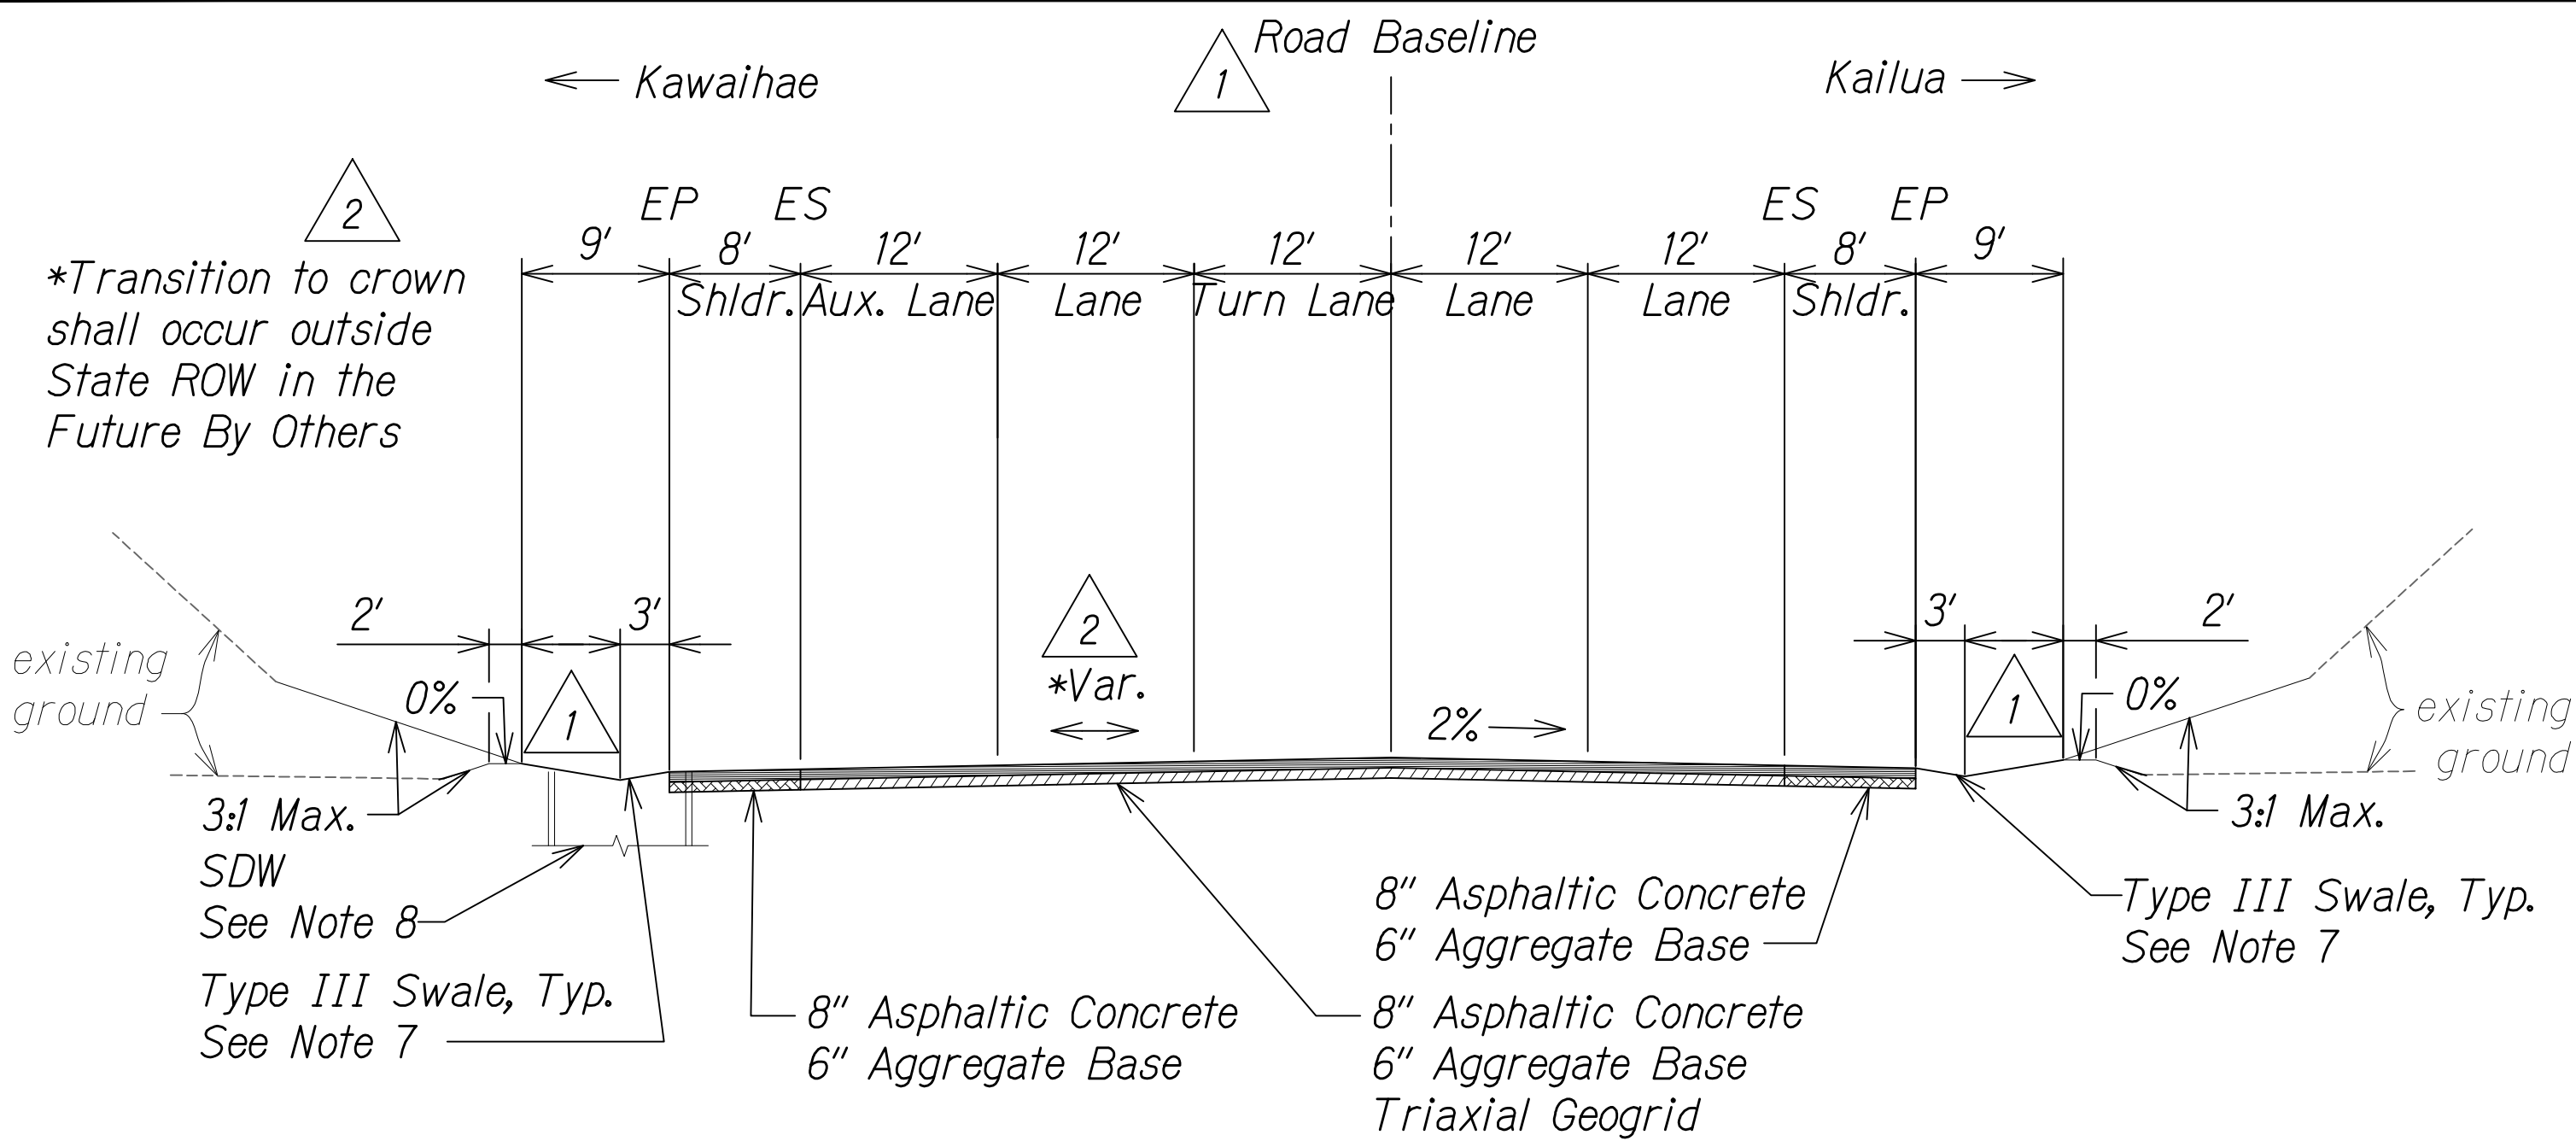 Road Baseline
1
Kawaihae
Kailua
2
EP
ES
ES
EP
9'
8'
12'
12'
12'
12'
12'
8'
9'
Shldr.
Aux. Lane
Lane
Turn Lane
Lane
Lane
Shldr.
*Transition to crown
shall occur outside
State ROW in the
Future By Others
2'
3'
2
3'
2'
existing
ground
0%
1
*Var.
2%
1
0%
existing
ground
3:1 Max.
3:1 Max.
SDW
See Note 8
Type III Swale, Typ.
See Note 7
8" Asphaltic Concrete
6" Aggregate Base
8" Asphaltic Concrete
6" Aggregate Base
8" Asphaltic Concrete
6" Aggregate Base
Triaxial Geogrid
Type III Swale, Typ.
See Note 7